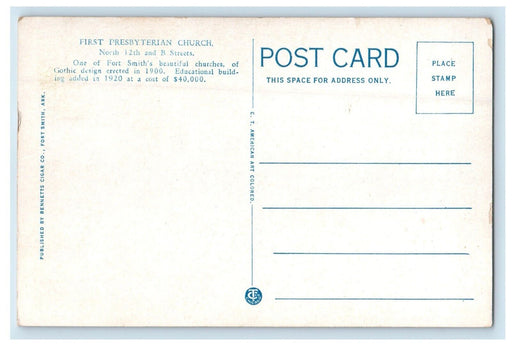 FIRST PRESBYTERIAN CHURCH,
North 12th and B Streets.
One of Fort Smith's beautiful churches, of
Gothic design erected in 1900. Educational build-
ing added in 1920 at a cost of $40,000.
PUBLISHED BY BENNETTS CIGAR CO., FORT SMITH, ARK.
C. T. AMERICAN ART COLORED.
POST CARD
THIS SPACE FOR ADDRESS ONLY.
PLACE
STAMP
HERE